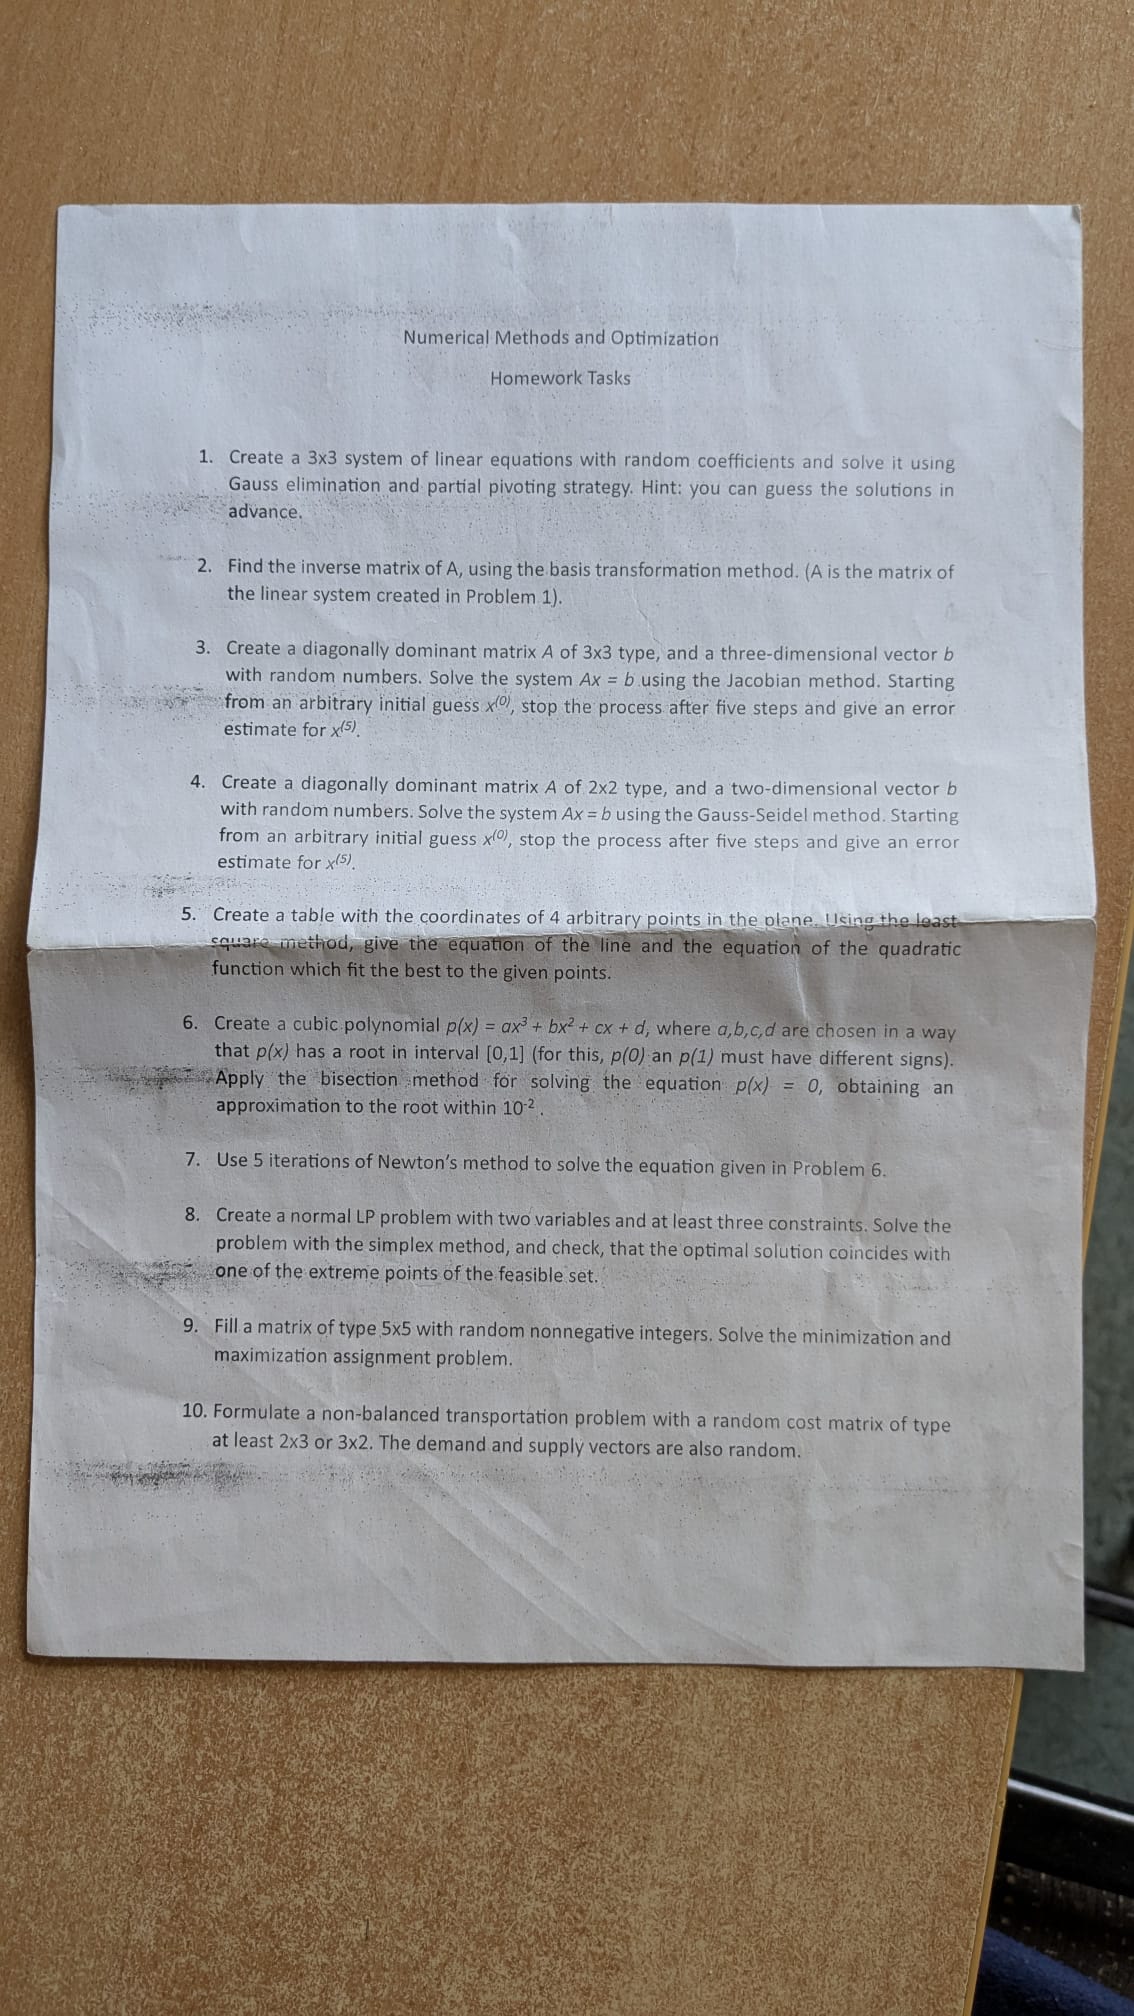 Numerical Methods and Optimization
Homework Tasks
1. Create a 3x3 system of linear equations with random coefficients and solve it using
Gauss elimination and partial pivoting strategy. Hint: you can guess the solutions in
advance.
2. Find the inverse matrix of A, using the basis transformation method. (A is the matrix of
the linear system created in Problem 1).
3. Create a diagonally dominant matrix A of 3x3 type, and a three-dimensional vector b
with random numbers. Solve the system Ax = b using the Jacobian method. Starting
from an arbitrary initial guess x⁽⁰⁾, stop the process after five steps and give an error
estimate for x⁽⁵⁾.
4. Create a diagonally dominant matrix A of 2x2 type, and a two-dimensional vector b
with random numbers. Solve the system Ax = b using the Gauss-Seidel method. Starting
from an arbitrary initial guess x⁽⁰⁾, stop the process after five steps and give an error
estimate for x⁽⁵⁾.
5. Create a table with the coordinates of 4 arbitrary points in the plane. Using the least
square method, give the equation of the line and the equation of the quadratic
function which fit the best to the given points.
6. Create a cubic polynomial p(x) = ax³ + bx² + cx + d, where a,b,c,d are chosen in a way
that p(x) has a root in interval [0,1] (for this, p(0) an p(1) must have different signs).
Apply the bisection method for solving the equation p(x) = 0, obtaining an
approximation to the root within 10⁻².
7. Use 5 iterations of Newton's method to solve the equation given in Problem 6.
8. Create a normal LP problem with two variables and at least three constraints. Solve the
problem with the simplex method, and check, that the optimal solution coincides with
one of the extreme points of the feasible set.
9. Fill a matrix of type 5x5 with random nonnegative integers. Solve the minimization and
maximization assignment problem.
10. Formulate a non-balanced transportation problem with a random cost matrix of type
at least 2x3 or 3x2. The demand and supply vectors are also random.